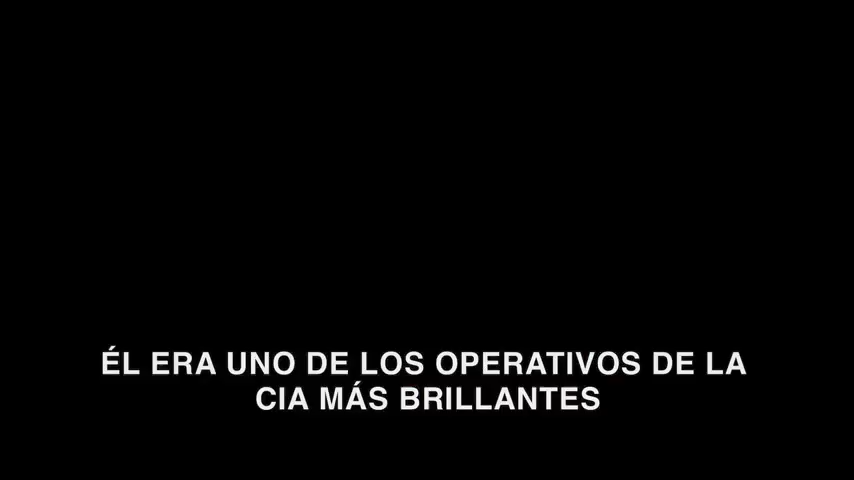 ÉL ERA UNO DE LOS OPERATIVOS DE LA
CIA MÁS BRILLANTES